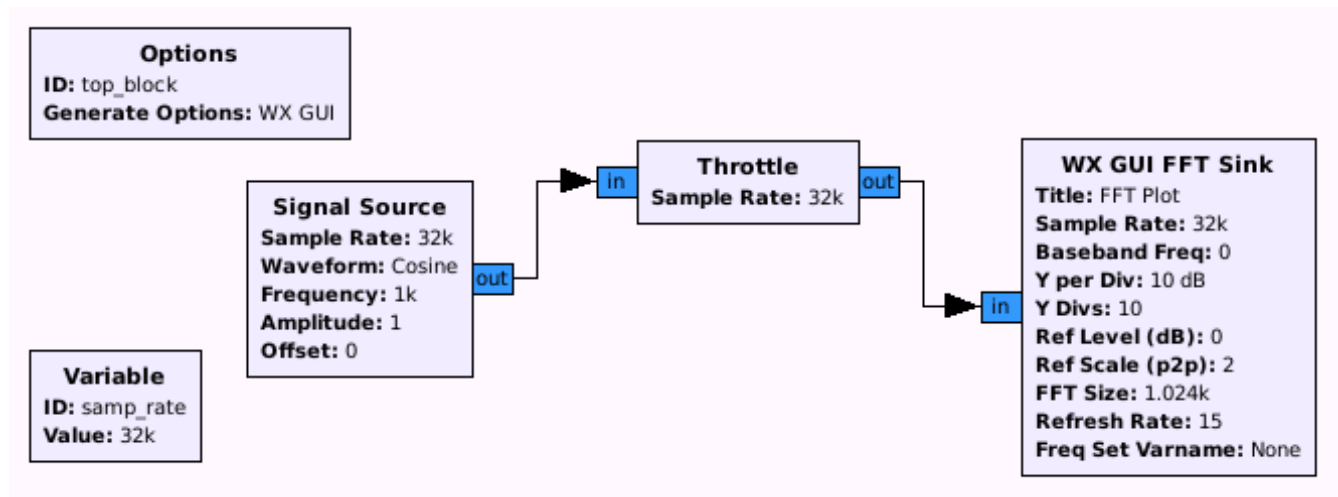 Options
ID: top_block
Generate Options: WX GUI
Signal Source
Sample Rate: 32k
Waveform: Cosine
Frequency: 1k
Amplitude: 1
Offset: 0
out
Variable
ID: samp_rate
Value: 32k
in
Throttle
Sample Rate: 32k
out
in
WX GUI FFT Sink
Title: FFT Plot
Sample Rate: 32k
Baseband Freq: 0
Y per Div: 10 dB
Y Divs: 10
Ref Level (dB): 0
Ref Scale (p2p): 2
FFT Size: 1.024k
Refresh Rate: 15
Freq Set Varname: None